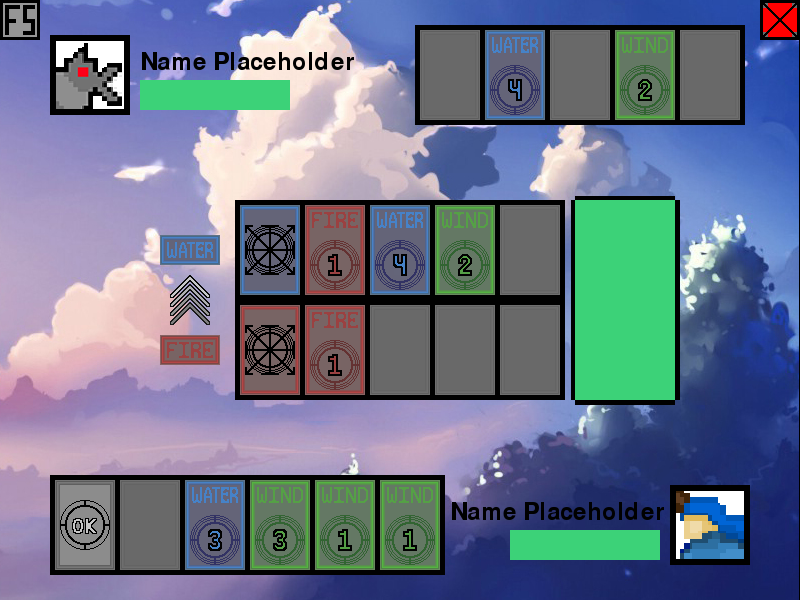 FS
Name Placeholder
WATER
4
WIND
2
FIRE
1
WATER
4
WIND
2
WATER
FIRE
FIRE
1
OK
WATER
3
WIND
3
WIND
1
WIND
1
Name Placeholder